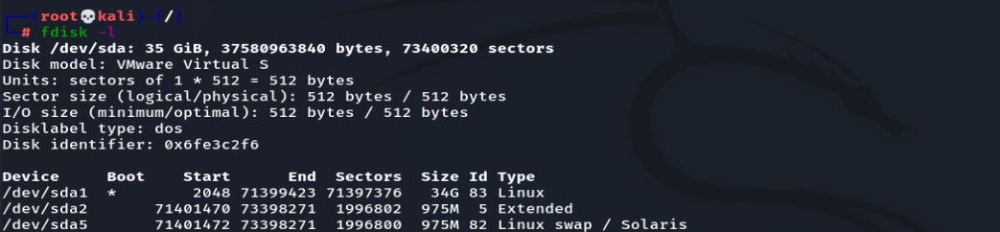 ┌──(root💀kali)-[/]
└─# fdisk -l
Disk /dev/sda: 35 GiB, 37580963840 bytes, 73400320 sectors
Disk model: VMware Virtual S
Units: sectors of 1 * 512 = 512 bytes
Sector size (logical/physical): 512 bytes / 512 bytes
I/O size (minimum/optimal): 512 bytes / 512 bytes
Disklabel type: dos
Disk identifier: 0x6fe3c2f6
Device     Boot    Start      End  Sectors  Size Id Type
/dev/sda1  *        2048 71399423 71397376   34G 83 Linux
/dev/sda2       71401470 73398271  1996802  975M  5 Extended
/dev/sda5       71401472 73398271  1996800  975M 82 Linux swap / Solaris